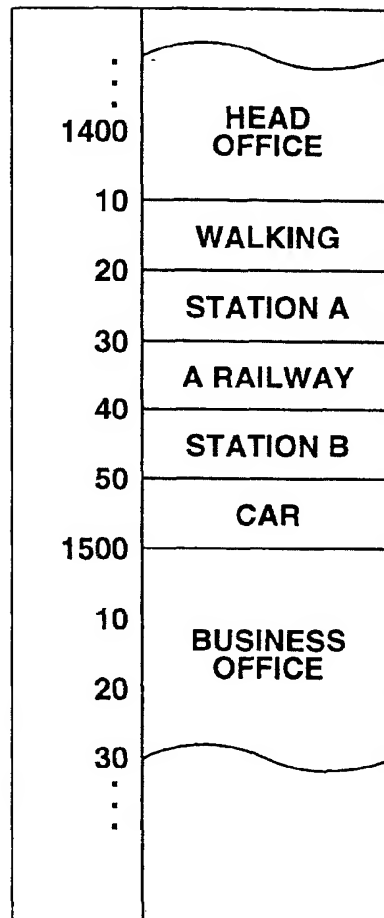 1400
HEAD
OFFICE
10
WALKING
20
STATION A
30
A RAILWAY
40
STATION B
50
CAR
1500
10
BUSINESS
OFFICE
20
30